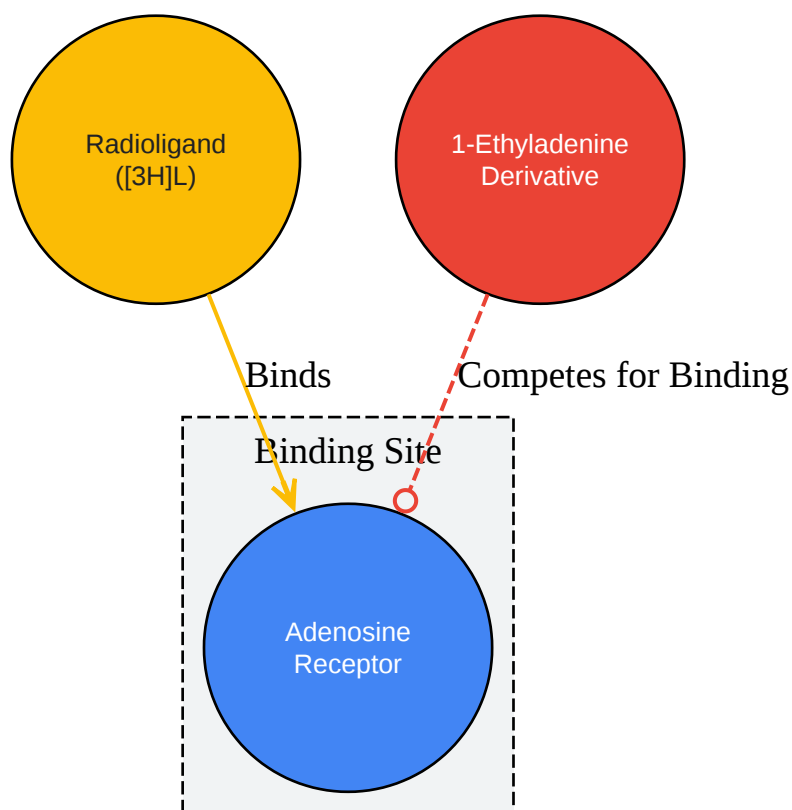 Radioligand
([3H]L)
1-Ethyladenine
Derivative
Binds
Competes for Binding
Binding Site
Adenosine
Receptor